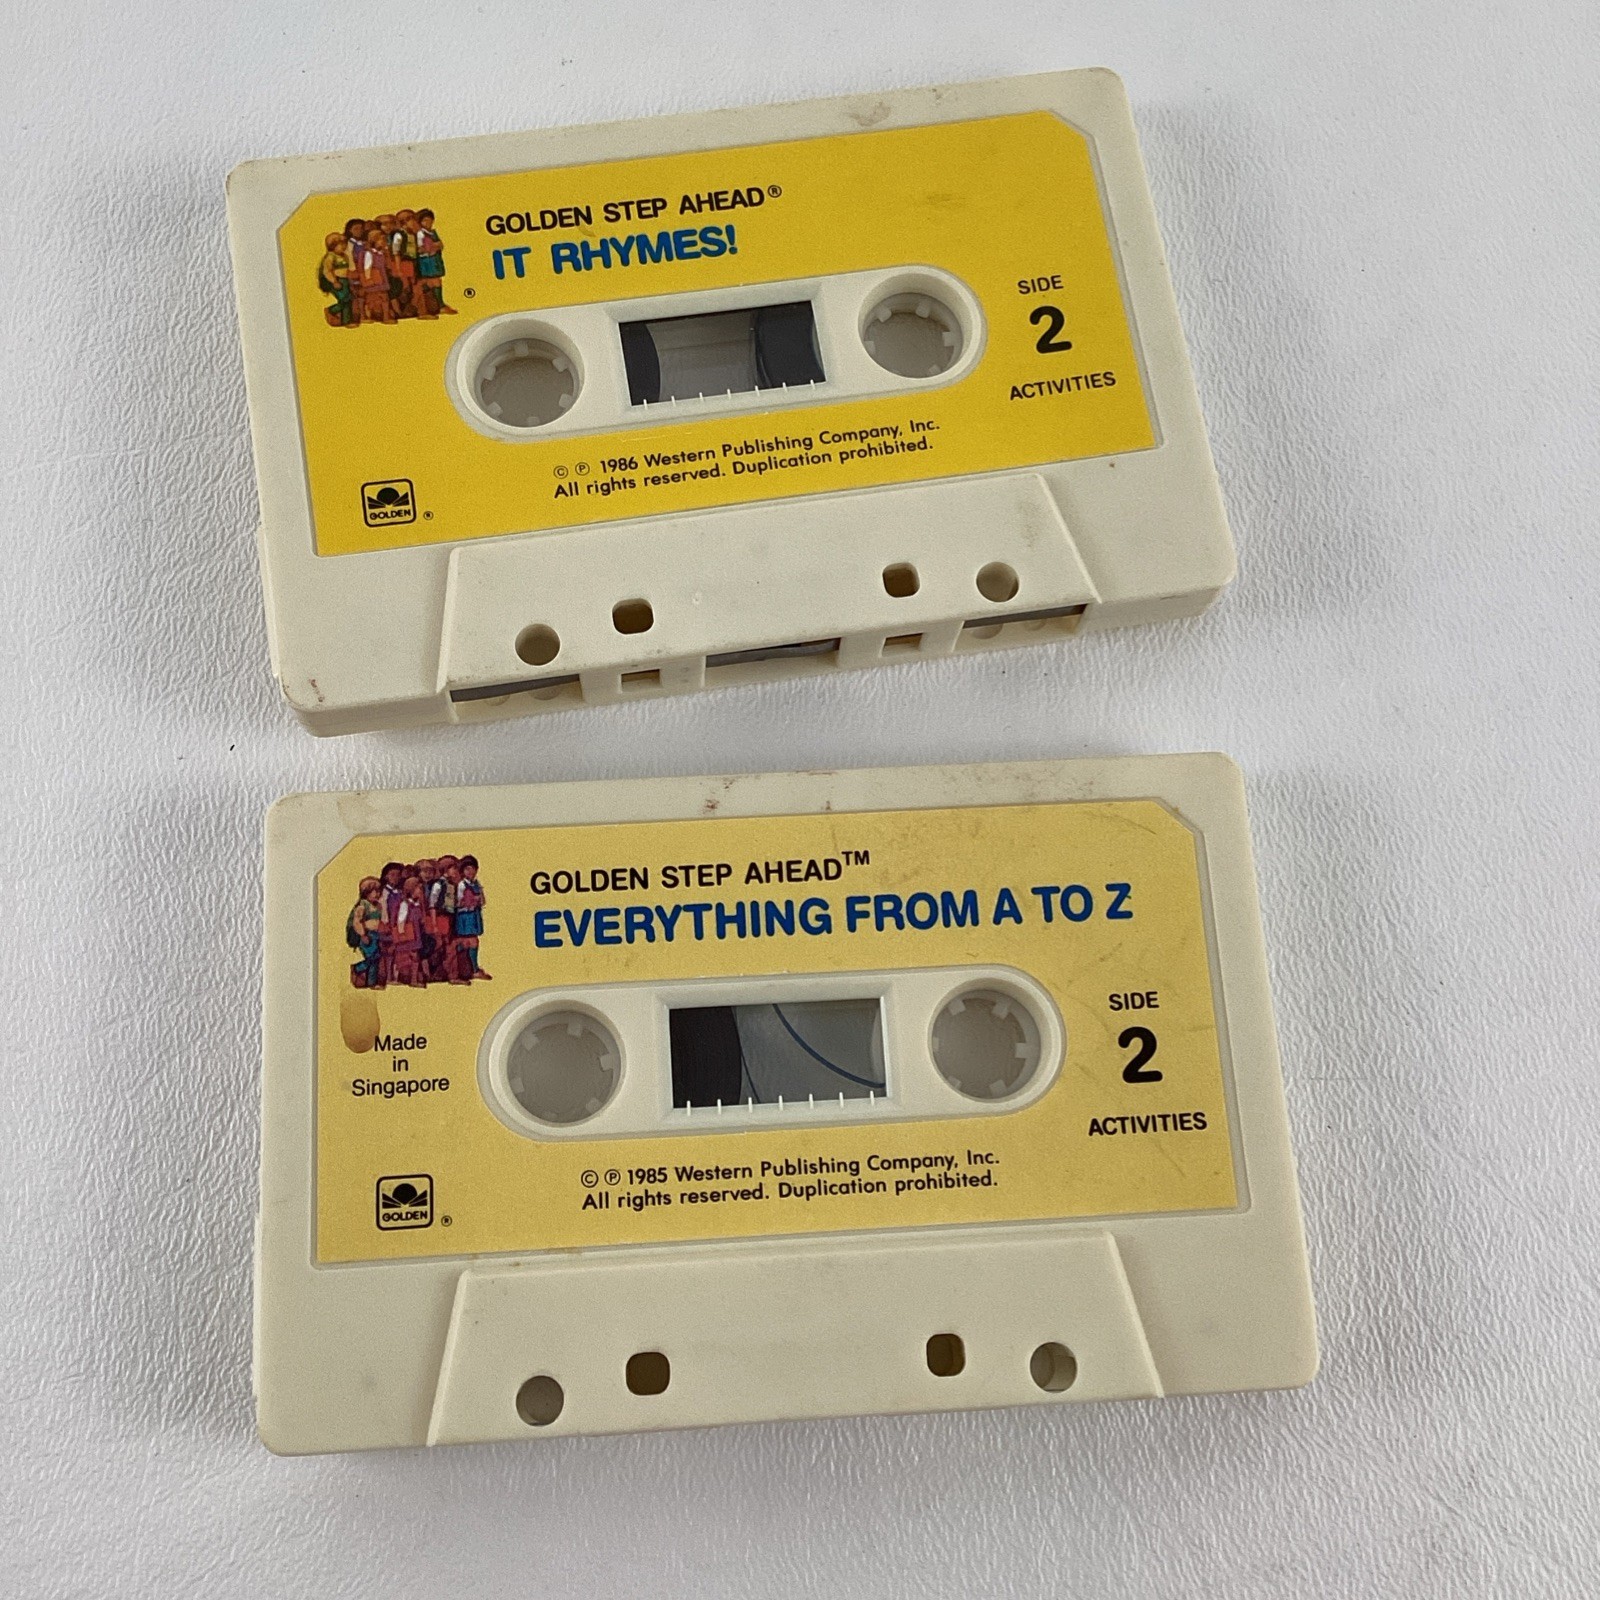 GOLDEN STEP AHEAD®
IT RHYMES!
®
SIDE
2
ACTIVITIES
© ℗ 1986 Western Publishing Company, Inc.
All rights reserved. Duplication prohibited.
GOLDEN ®
GOLDEN STEP AHEAD™
EVERYTHING FROM A TO Z
Made
in
Singapore
SIDE
2
ACTIVITIES
© ℗ 1985 Western Publishing Company, Inc.
All rights reserved. Duplication prohibited.
GOLDEN ®